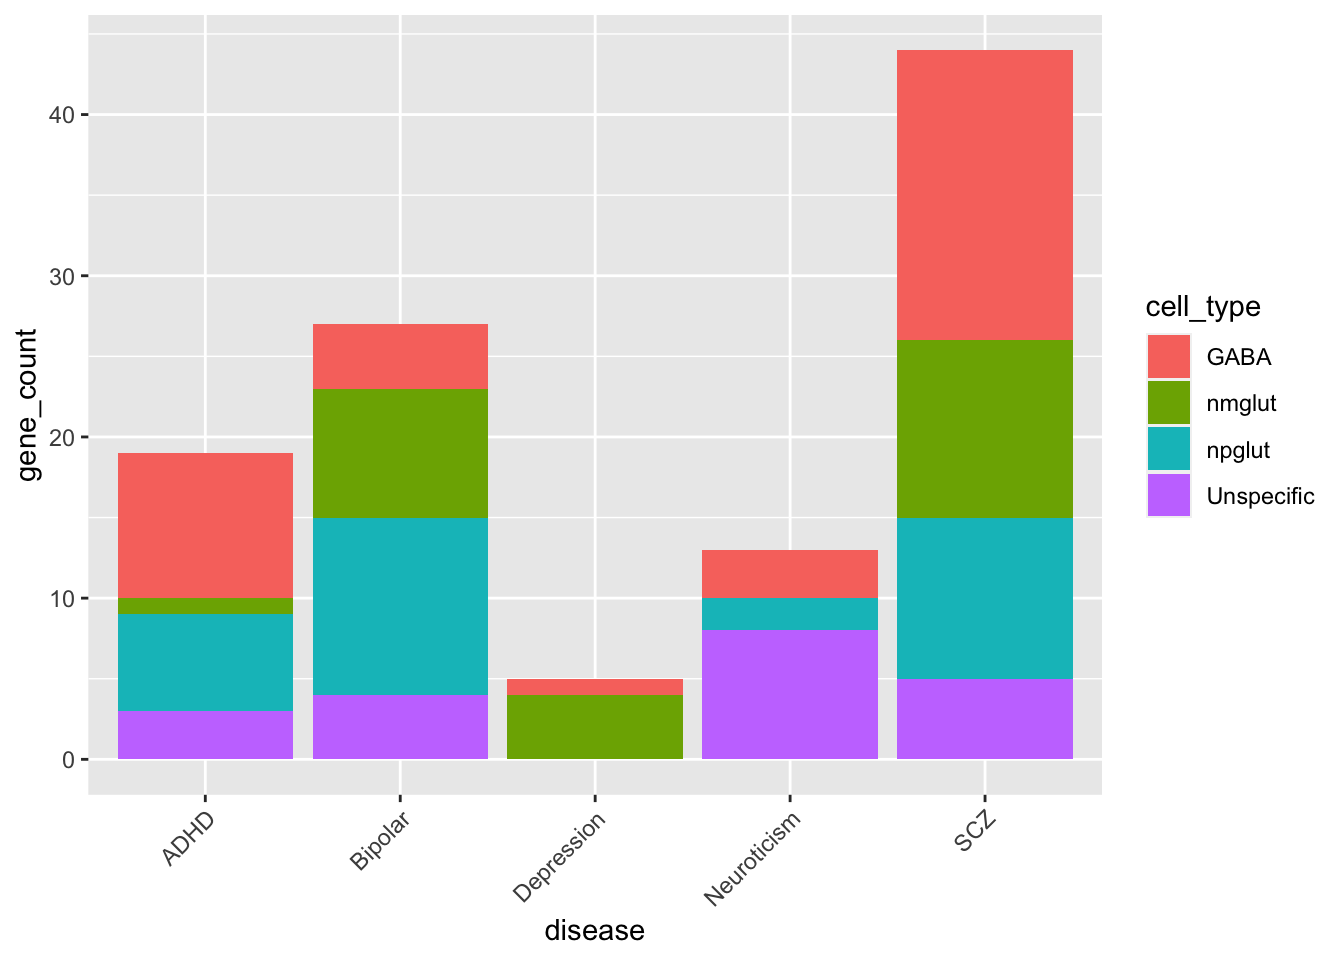 gene_count
40
30
20
10
0
ADHD
Bipolar
Depression
Neuroticism
SCZ
disease
cell_type
GABA
nmglut
npglut
Unspecific